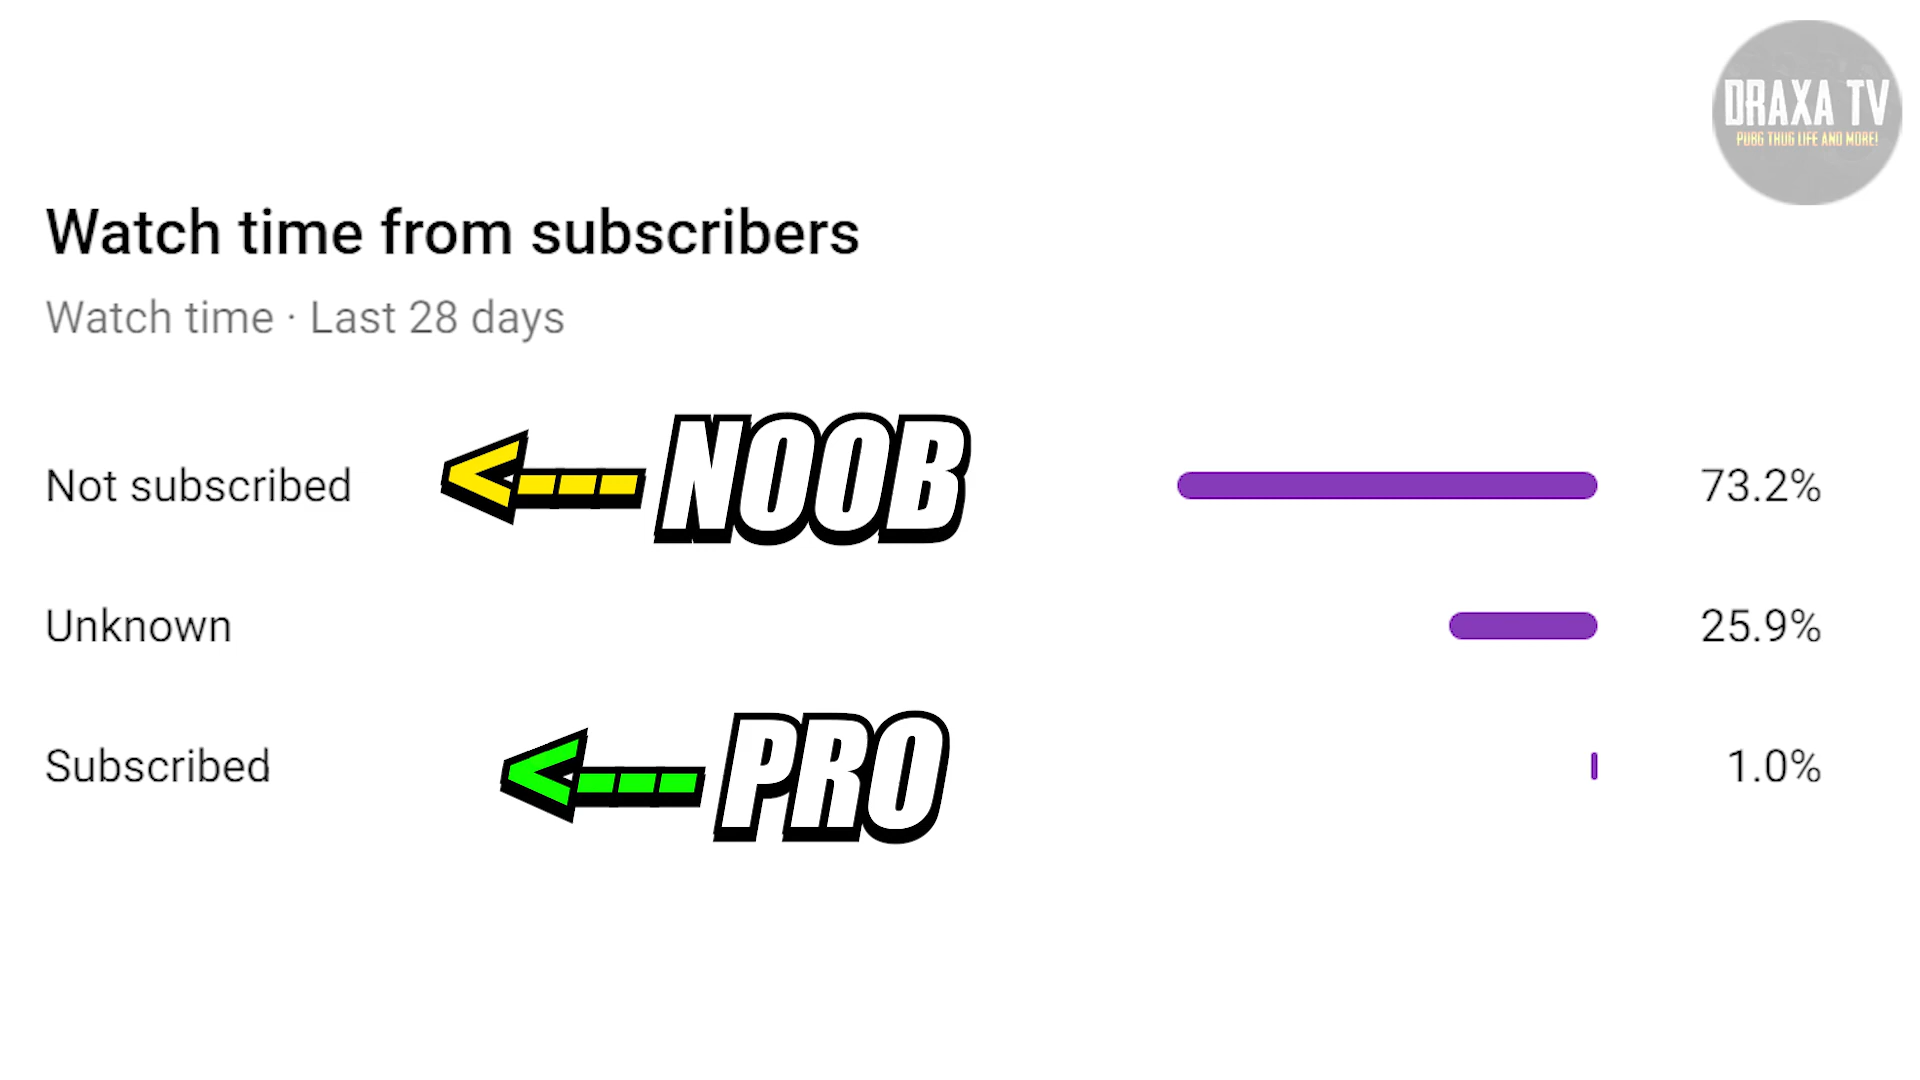 DRAXA TV
PUBG THUG LIFE AND MORE!
Watch time from subscribers
Watch time · Last 28 days
Not subscribed NOOB 73.2%
Unknown 25.9%
Subscribed PRO 1.0%